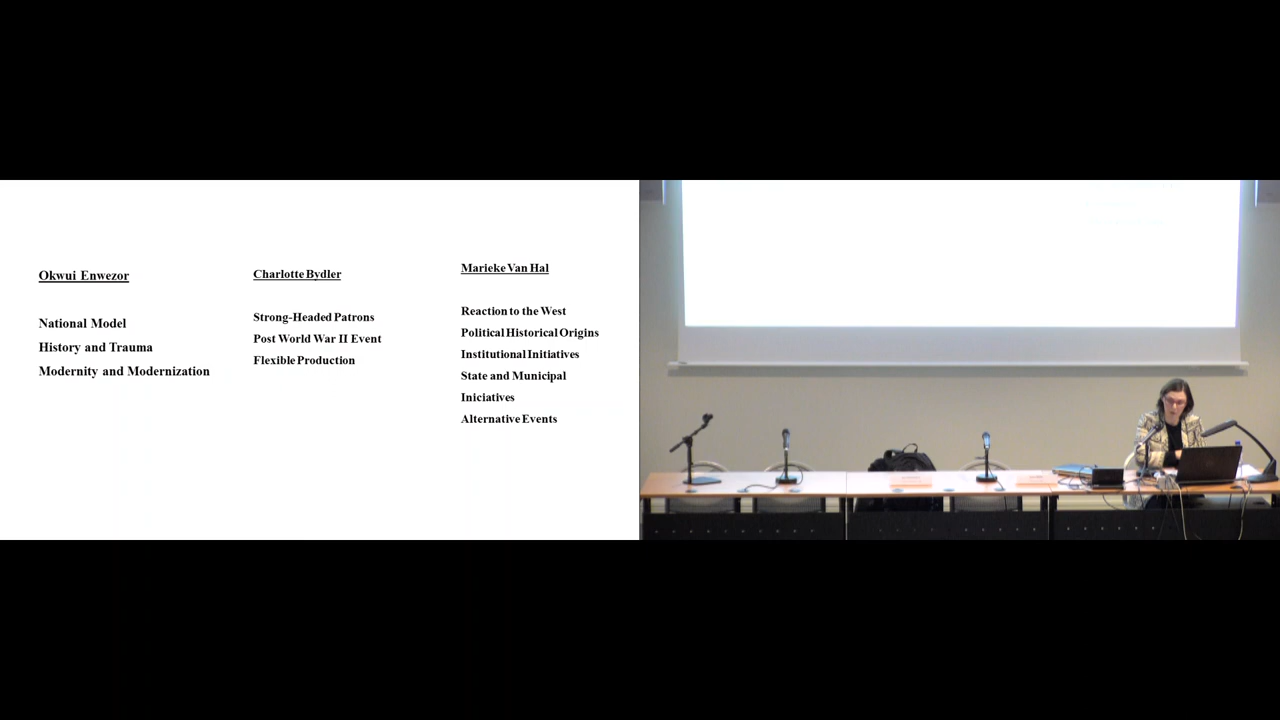 Okwui Enwezor
National Model
History and Trauma
Modernity and Modernization
Charlotte Bydler
Strong-Headed Patrons
Post World War II Event
Flexible Production
Marieke Van Hal
Reaction to the West
Political Historical Origins
Institutional Initiatives
State and Municipal
Iniciatives
Alternative Events